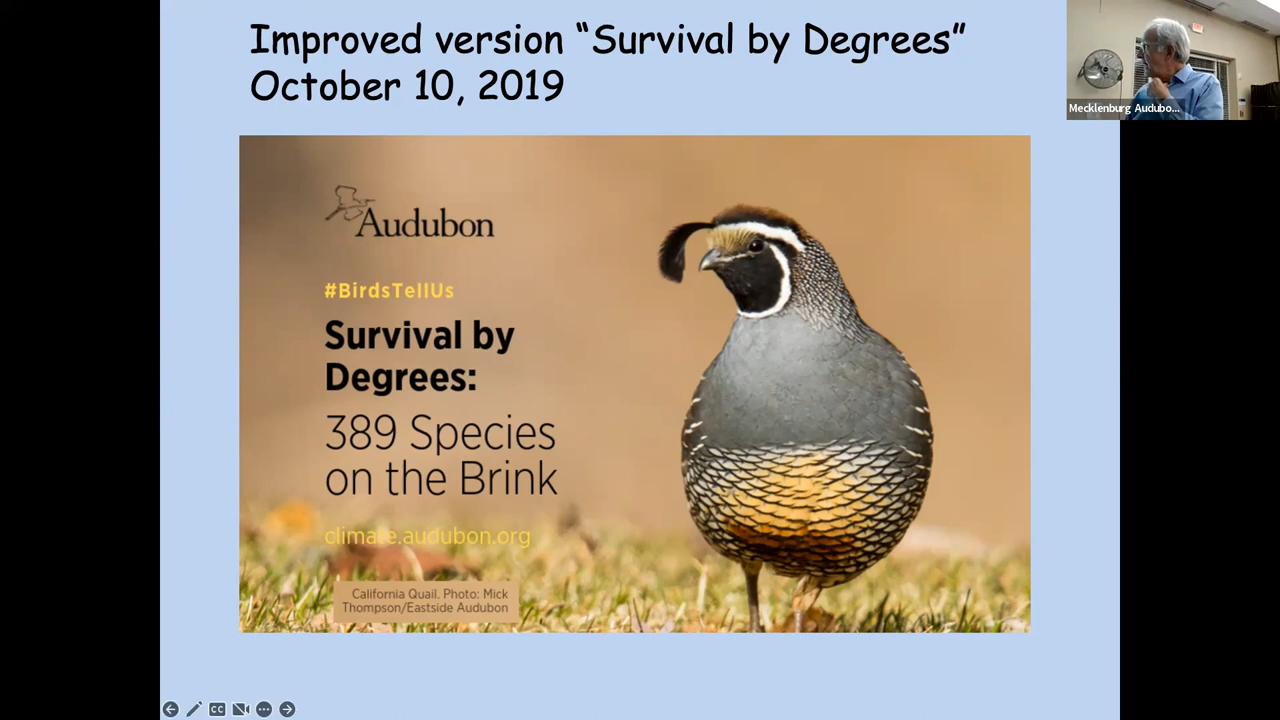 Improved version “Survival by Degrees”
October 10, 2019
Mecklenburg Audubo...
Audubon
#BirdsTellUs
Survival by
Degrees:
389 Species
on the Brink
climate.audubon.org
California Quail. Photo: Mick
Thompson/Eastside Audubon
CC